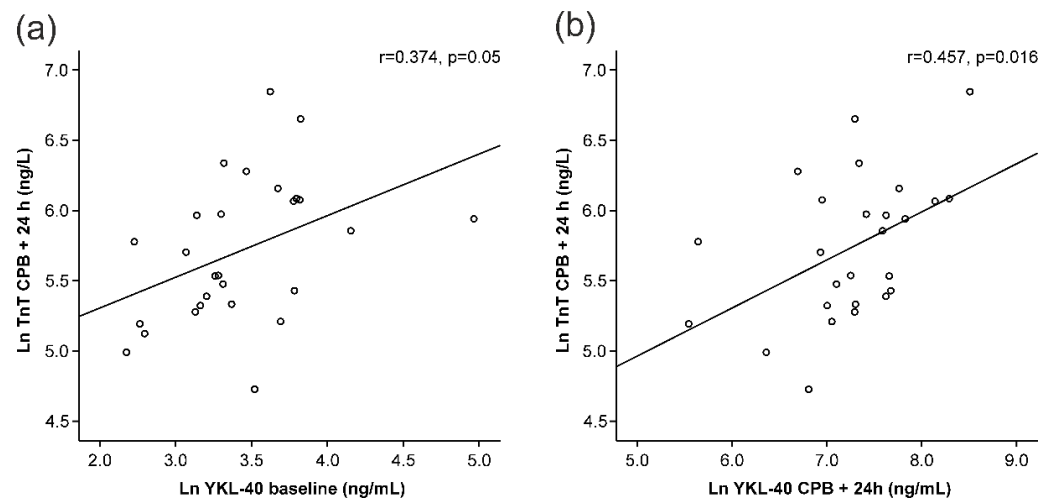 (a)
r=0.374, p=0.05
7.0
6.5
6.0
5.5
5.0
4.5
Ln TnT CPB + 24 h (ng/L)
2.0 2.5 3.0 3.5 4.0 4.5 5.0
Ln YKL-40 baseline (ng/mL)
(b)
r=0.457, p=0.016
7.0
6.5
6.0
5.5
5.0
4.5
Ln TnT CPB + 24 h (ng/L)
5.0 6.0 7.0 8.0 9.0
Ln YKL-40 CPB + 24h (ng/mL)